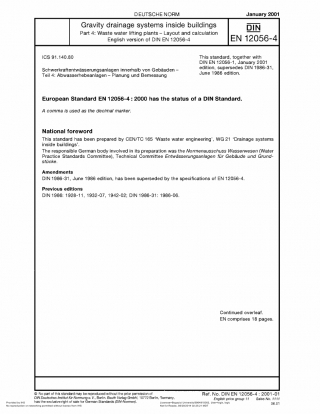 DEUTSCHE NORM
January 2001
Gravity drainage systems inside buildings
Part 4: Waste water lifting plants – Layout and calculation
English version of DIN EN 12056-4
DIN
EN 12056-4
ICS 91.140.80
Schwerkraftentwässerungsanlagen innerhalb von Gebäuden –
Teil 4: Abwasserhebeanlagen – Planung und Bemessung
This standard, together with
DIN EN 12056-1, January 2001
edition, supersedes DIN 1986-31,
June 1986 edition.
European Standard EN 12056-4 : 2000 has the status of a DIN Standard.
A comma is used as the decimal marker.
National foreword
This standard has been prepared by CEN/TC 165 'Waste water engineering', WG 21 'Drainage systems
inside buildings'.
The responsible German body involved in its preparation was the Normenausschuss Wasserwesen (Water
Practice Standards Committee), Technical Committee Entwässerungsanlagen für Gebäude und Grund-
stücke.
Amendments
DIN 1986-31, June 1986 edition, has been superseded by the specifications of EN 12056-4.
Previous editions
DIN 1986: 1928-11, 1932-07, 1942-02; DIN 1986-31: 1986-06.
Continued overleaf.
EN comprises 18 pages.
© No part of this standard may be reproduced without the prior permission of
DIN Deutsches Institut für Normung e. V., Berlin. Beuth Verlag GmbH, 10772 Berlin, Germany,
has the exclusive right of sale for German Standards (DIN-Normen).
Ref. No. DIN EN 12056-4 : 2001-01
English price group 11 Sales No.